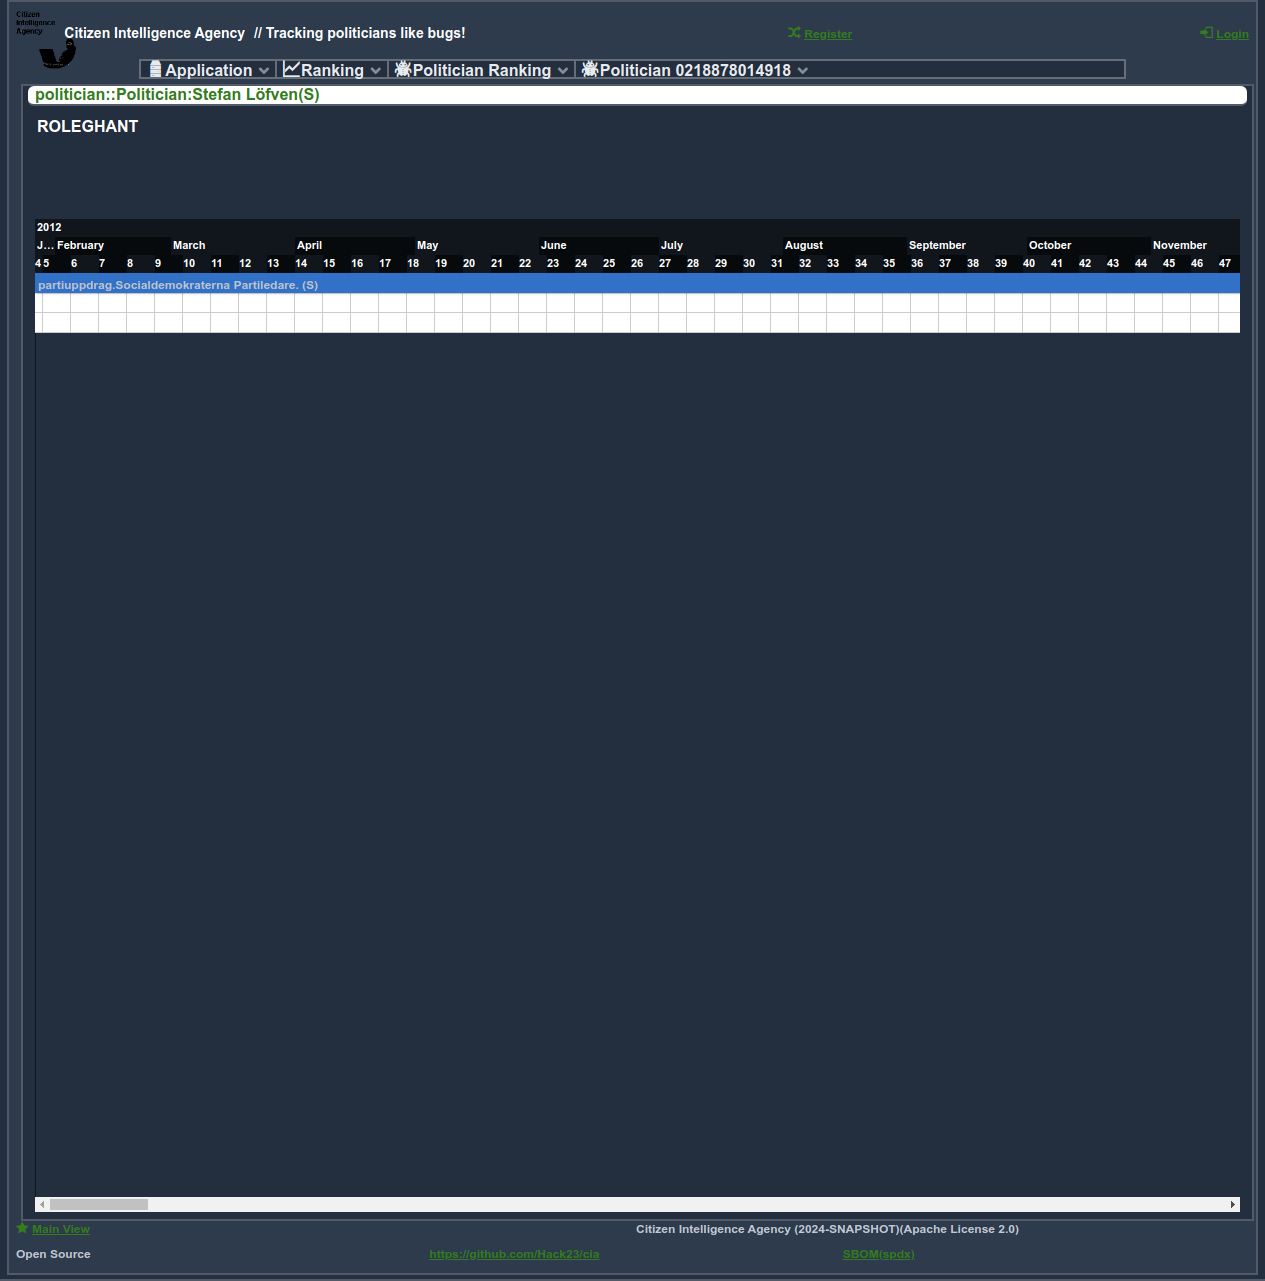 Citizen
Intelligence
Agency
Citizen Intelligence Agency // Tracking politicians like bugs!
Register
Login
Application
Ranking
Politician Ranking
Politician 0218878014918
politician::Politician:Stefan Löfven(S)
ROLEGHANT
2012
J... February March April May June July August September October November
4 5 6 7 8 9 10 11 12 13 14 15 16 17 18 19 20 21 22 23 24 25 26 27 28 29 30 31 32 33 34 35 36 37 38 39 40 41 42 43 44 45 46 47
partiuppdrag.Socialdemokraterna Partiledare. (S)
Main View
Citizen Intelligence Agency (2024-SNAPSHOT)(Apache License 2.0)
Open Source
https://github.com/Hack23/cia
SBOM(spdx)